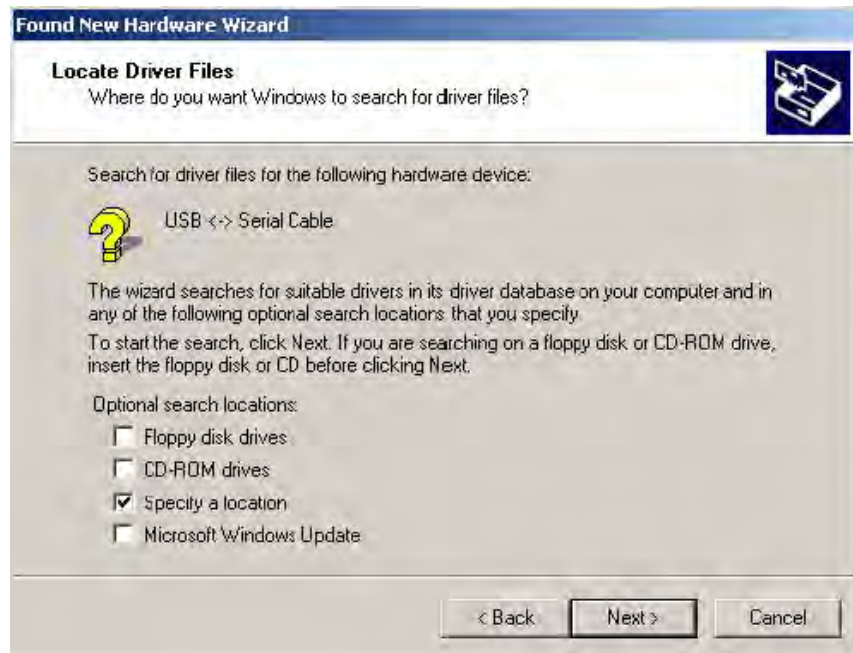 Found New Hardware Wizard
Locate Driver Files
Where do you want Windows to search for driver files?
Search for driver files for the following hardware device:
USB <-> Serial Cable
The wizard searches for suitable drivers in its driver database on your computer and in
any of the following optional search locations that you specify.
To start the search, click Next. If you are searching on a floppy disk or CD-ROM drive,
insert the floppy disk or CD before clicking Next.
Optional search locations:
Floppy disk drives
CD-ROM drives
Specify a location
Microsoft Windows Update
< Back Next > Cancel